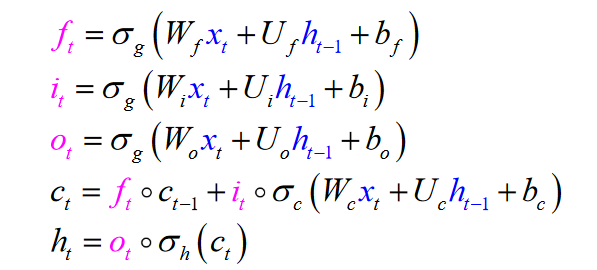 f_t = σ_g (W_f x_t + U_f h_{t-1} + b_f)
i_t = σ_g (W_i x_t + U_i h_{t-1} + b_i)
o_t = σ_g (W_o x_t + U_o h_{t-1} + b_o)
c_t = f_t ∘ c_{t-1} + i_t ∘ σ_c (W_c x_t + U_c h_{t-1} + b_c)
h_t = o_t ∘ σ_h (c_t)